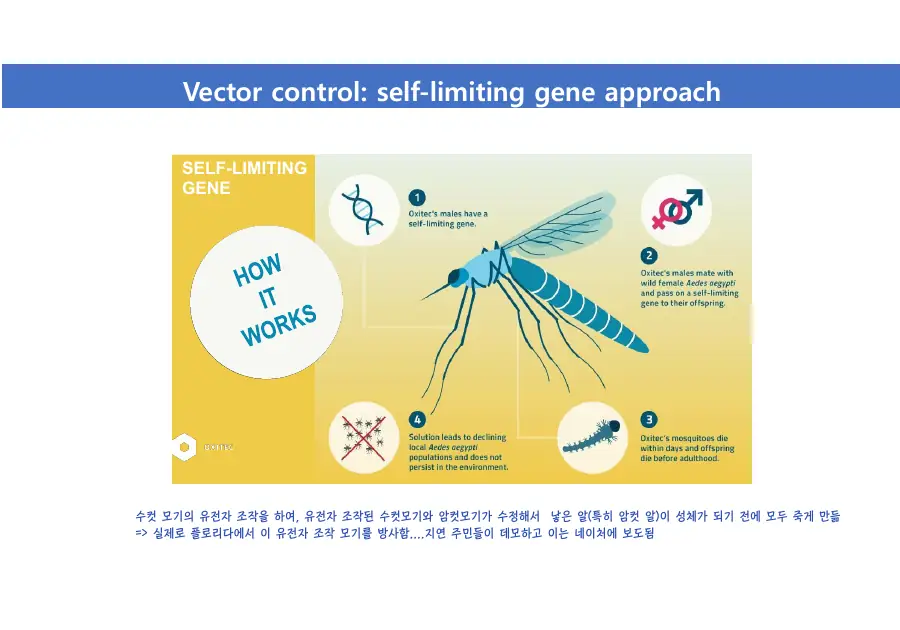 Vector control: self-limiting gene approach
SELF-LIMITING
GENE
HOW
IT
WORKS
1
Oxitec's males have a
self-limiting gene.
2
Oxitec's males mate with
wild female Aedes aegypti
and pass on a self-limiting
gene to their offspring.
4
Solution leads to declining
local Aedes aegypti
populations and does not
persist in the environment.
3
Oxitec's mosquitoes die
within days and offspring
die before adulthood.
수컷 모기의 유전자 조작을 하여, 유전자 조작된 수컷모기와 암컷모기가 수정해서 낳은 알(특히 암컷 알)이 성체가 되기 전에 모두 죽게 만듦
=> 실제로 플로리다에서 이 유전자 조작 모기를 방사함....지연 주민들이 데모하고 이는 네이처에 보도됨